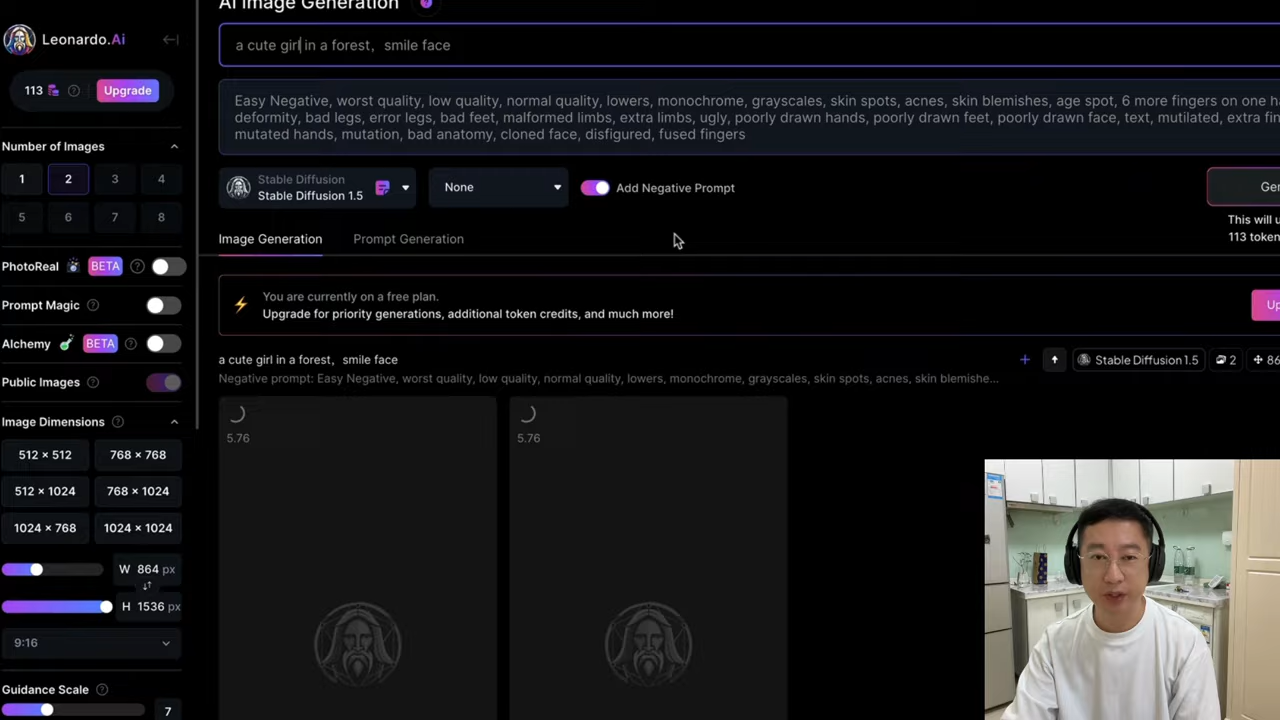 AI Image Generation
Leonardo.Ai
a cute girl in a forest，smile face
113
Upgrade
Easy Negative, worst quality, low quality, normal quality, lowers, monochrome, grayscales, skin spots, acnes, skin blemishes, age spot, 6 more fingers on one
deformity, bad legs, error legs, bad feet, malformed limbs, extra limbs, ugly, poorly drawn hands, poorly drawn feet, poorly drawn face, text, mutilated, extra
mutated hands, mutation, bad anatomy, cloned face, disfigured, fused fingers
Number of Images
1 2 3 4
5 6 7 8
Stable Diffusion
Stable Diffusion 1.5
None
Add Negative Prompt
This will
113
Image Generation Prompt Generation
PhotoReal BETA
Prompt Magic
Alchemy BETA
Public Images
You are currently on a free plan.
Upgrade for priority generations, additional token credits, and much more!
a cute girl in a forest，smile face
Stable Diffusion 1.5
2
Negative prompt: Easy Negative, worst quality, low quality, normal quality, lowers, monochrome, grayscales, skin spots, acnes, skin blemishe...
Image Dimensions
512 × 512 768 × 768
512 × 1024 768 × 1024
1024 × 768 1024 × 1024
W 864 px
H 1536 px
9:16
Guidance Scale
7
5.76
5.76